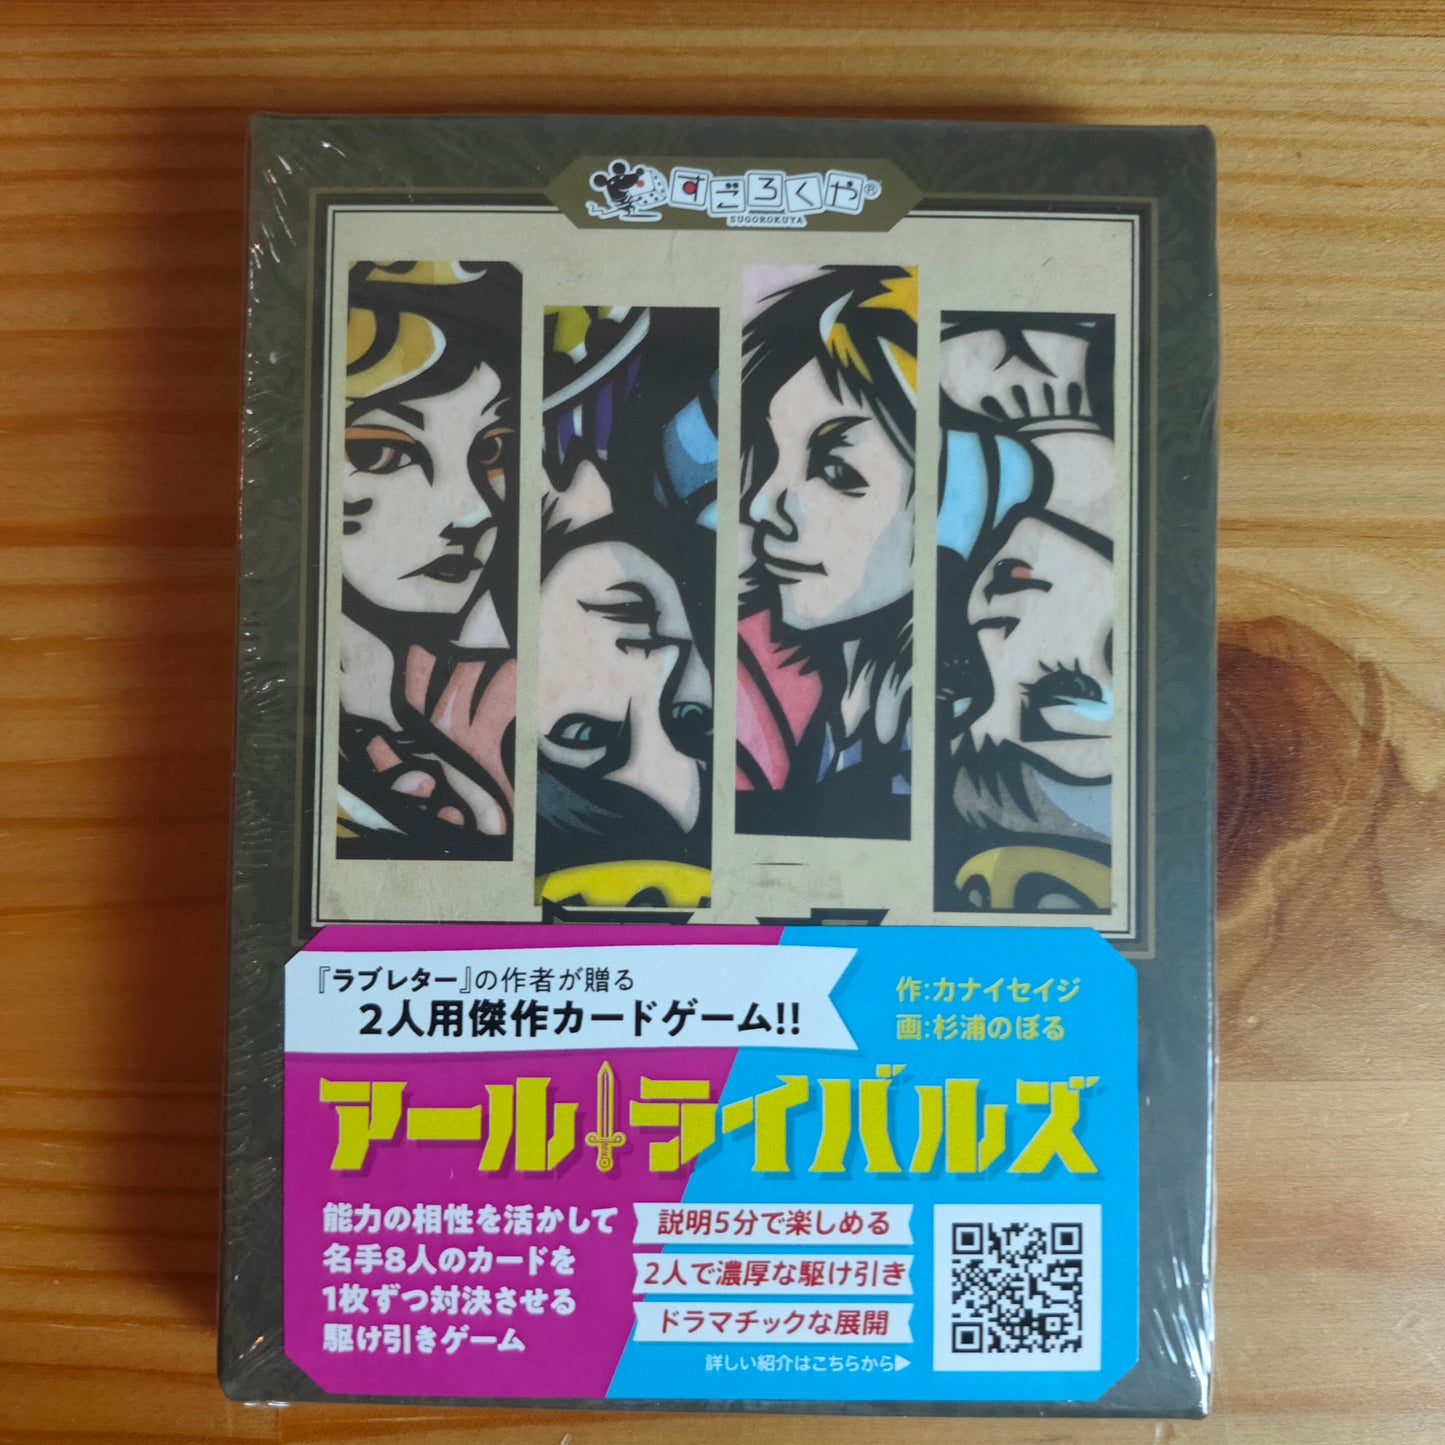 すごろくや®
SUGOROKUYA
『ラブレター』の作者が贈る
2人用傑作カードゲーム!!
作:カナイセイジ
画:杉浦のぼる
アールライバルズ
能力の相性を活かして
名手8人のカードを
1枚ずつ対決させる
駆け引きゲーム
説明5分で楽しめる
2人で濃厚な駆け引き
ドラマチックな展開
詳しい紹介はこちらから▶